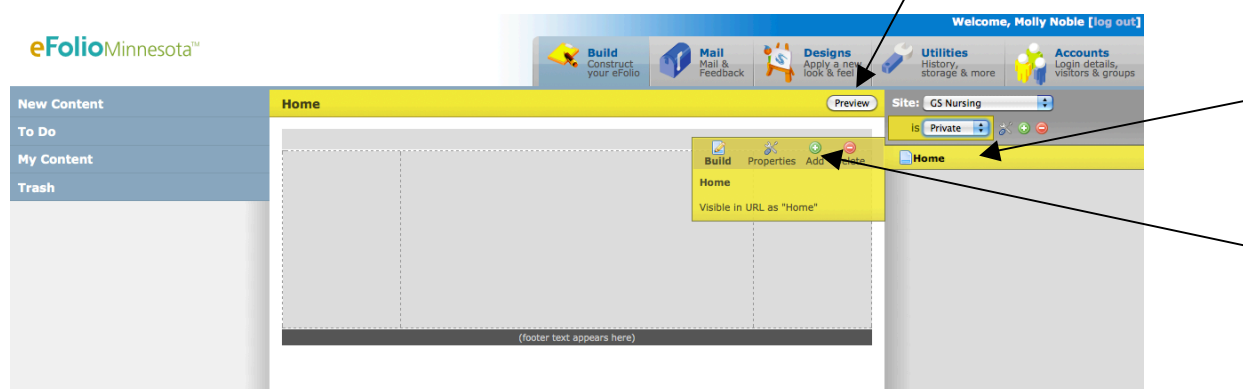 Welcome, Molly Noble [log out]
eFolioMinnesota™
Build
Construct
your eFolio
Mail
Mail &
Feedback
Designs
Apply a new
look & feel
Utilities
History,
storage & more
Accounts
Login details,
visitors & groups
New Content
To Do
My Content
Trash
Home
Preview
Site: GS Nursing
is Private
Home
Build Properties Add Delete
Home
Visible in URL as "Home"
(footer text appears here)